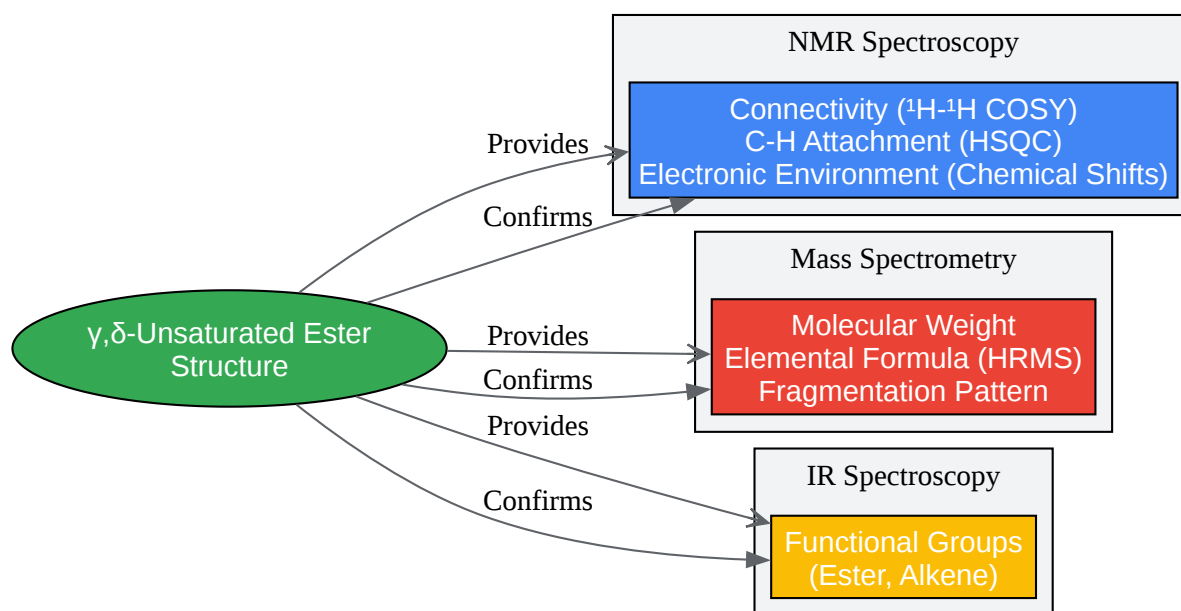 NMR Spectroscopy
Connectivity (¹H-¹H COSY)
C-H Attachment (HSQC)
Electronic Environment (Chemical Shifts)
Provides
Confirms
Mass Spectrometry
Molecular Weight
Elemental Formula (HRMS)
Fragmentation Pattern
γ,δ-Unsaturated Ester
Structure
Provides
Confirms
Provides
Confirms
IR Spectroscopy
Functional Groups
(Ester, Alkene)